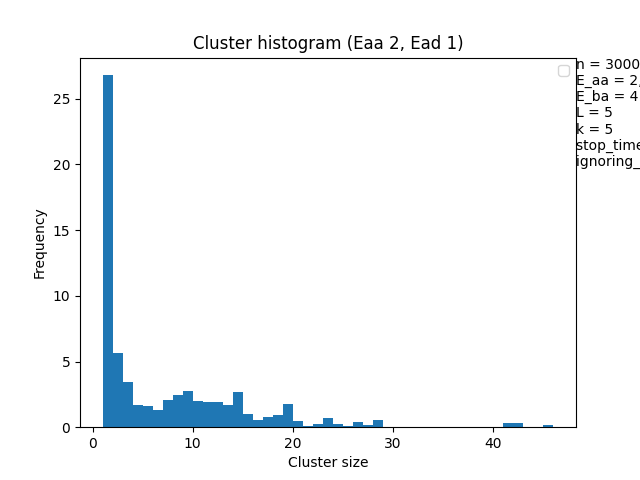 Cluster histogram (Eaa 2, Ead 1)
n = 3000
E_aa = 2,
E_ba = 4
L = 5
k = 5
stop_time
ignoring_
Frequency
25
20
15
10
5
0
0 10 20 30 40
Cluster size